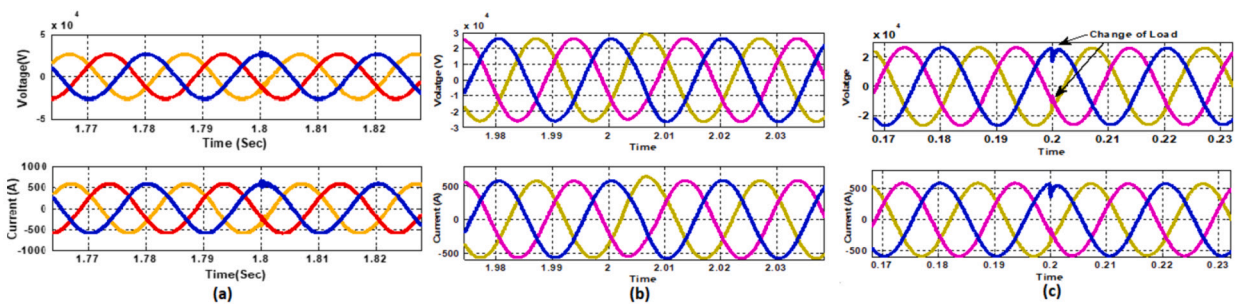 x 10^4
5
0
-5
Voltage(V)
1.77 1.78 1.79 1.8 1.81 1.82
Time (Sec)
1000
500
0
-500
-1000
Current (A)
1.77 1.78 1.79 1.8 1.81 1.82
Time(Sec)
(a)
x 10^4
3
2
1
0
-1
-2
-3
Volatge (V)
1.98 1.99 2 2.01 2.02 2.03
Time
500
0
-500
Current (A)
1.98 1.99 2 2.01 2.02 2.03
Time
(b)
x 10^4
Change of Load
2
0
-2
Volatge
0.17 0.18 0.19 0.2 0.21 0.22 0.23
Time
500
0
-500
Current (A)
0.17 0.18 0.19 0.2 0.21 0.22 0.23
Time
(c)